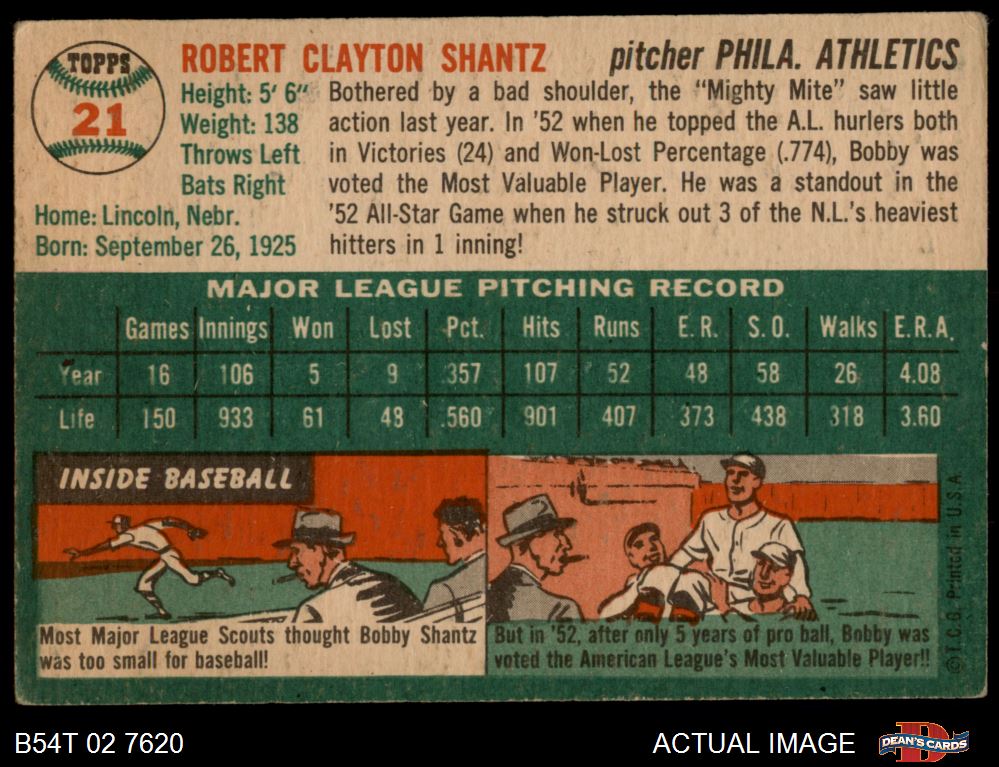 TOPPS
21
ROBERT CLAYTON SHANTZ
pitcher PHILA. ATHLETICS
Height: 5' 6"
Weight: 138
Throws Left
Bats Right
Home: Lincoln, Nebr.
Born: September 26, 1925
Bothered by a bad shoulder, the "Mighty Mite" saw little
action last year. In '52 when he topped the A.L. hurlers both
in Victories (24) and Won-Lost Percentage (.774), Bobby was
voted the Most Valuable Player. He was a standout in the
'52 All-Star Game when he struck out 3 of the N.L.'s heaviest
hitters in 1 inning!
MAJOR LEAGUE PITCHING RECORD
Games Innings Won Lost Pct. Hits Runs E.R. S.O. Walks E.R.A.
Year 16 106 5 9 .357 107 52 48 58 26 4.08
Life 150 933 61 48 .560 901 407 373 438 318 3.60
INSIDE BASEBALL
Most Major League Scouts thought Bobby Shantz
was too small for baseball!
But in '52, after only 5 years of pro ball, Bobby was
voted the American League's Most Valuable Player!!
© T.C.G. Printed in U.S.A.
B54T 02 7620
ACTUAL IMAGE
D
DEAN'S CARDS